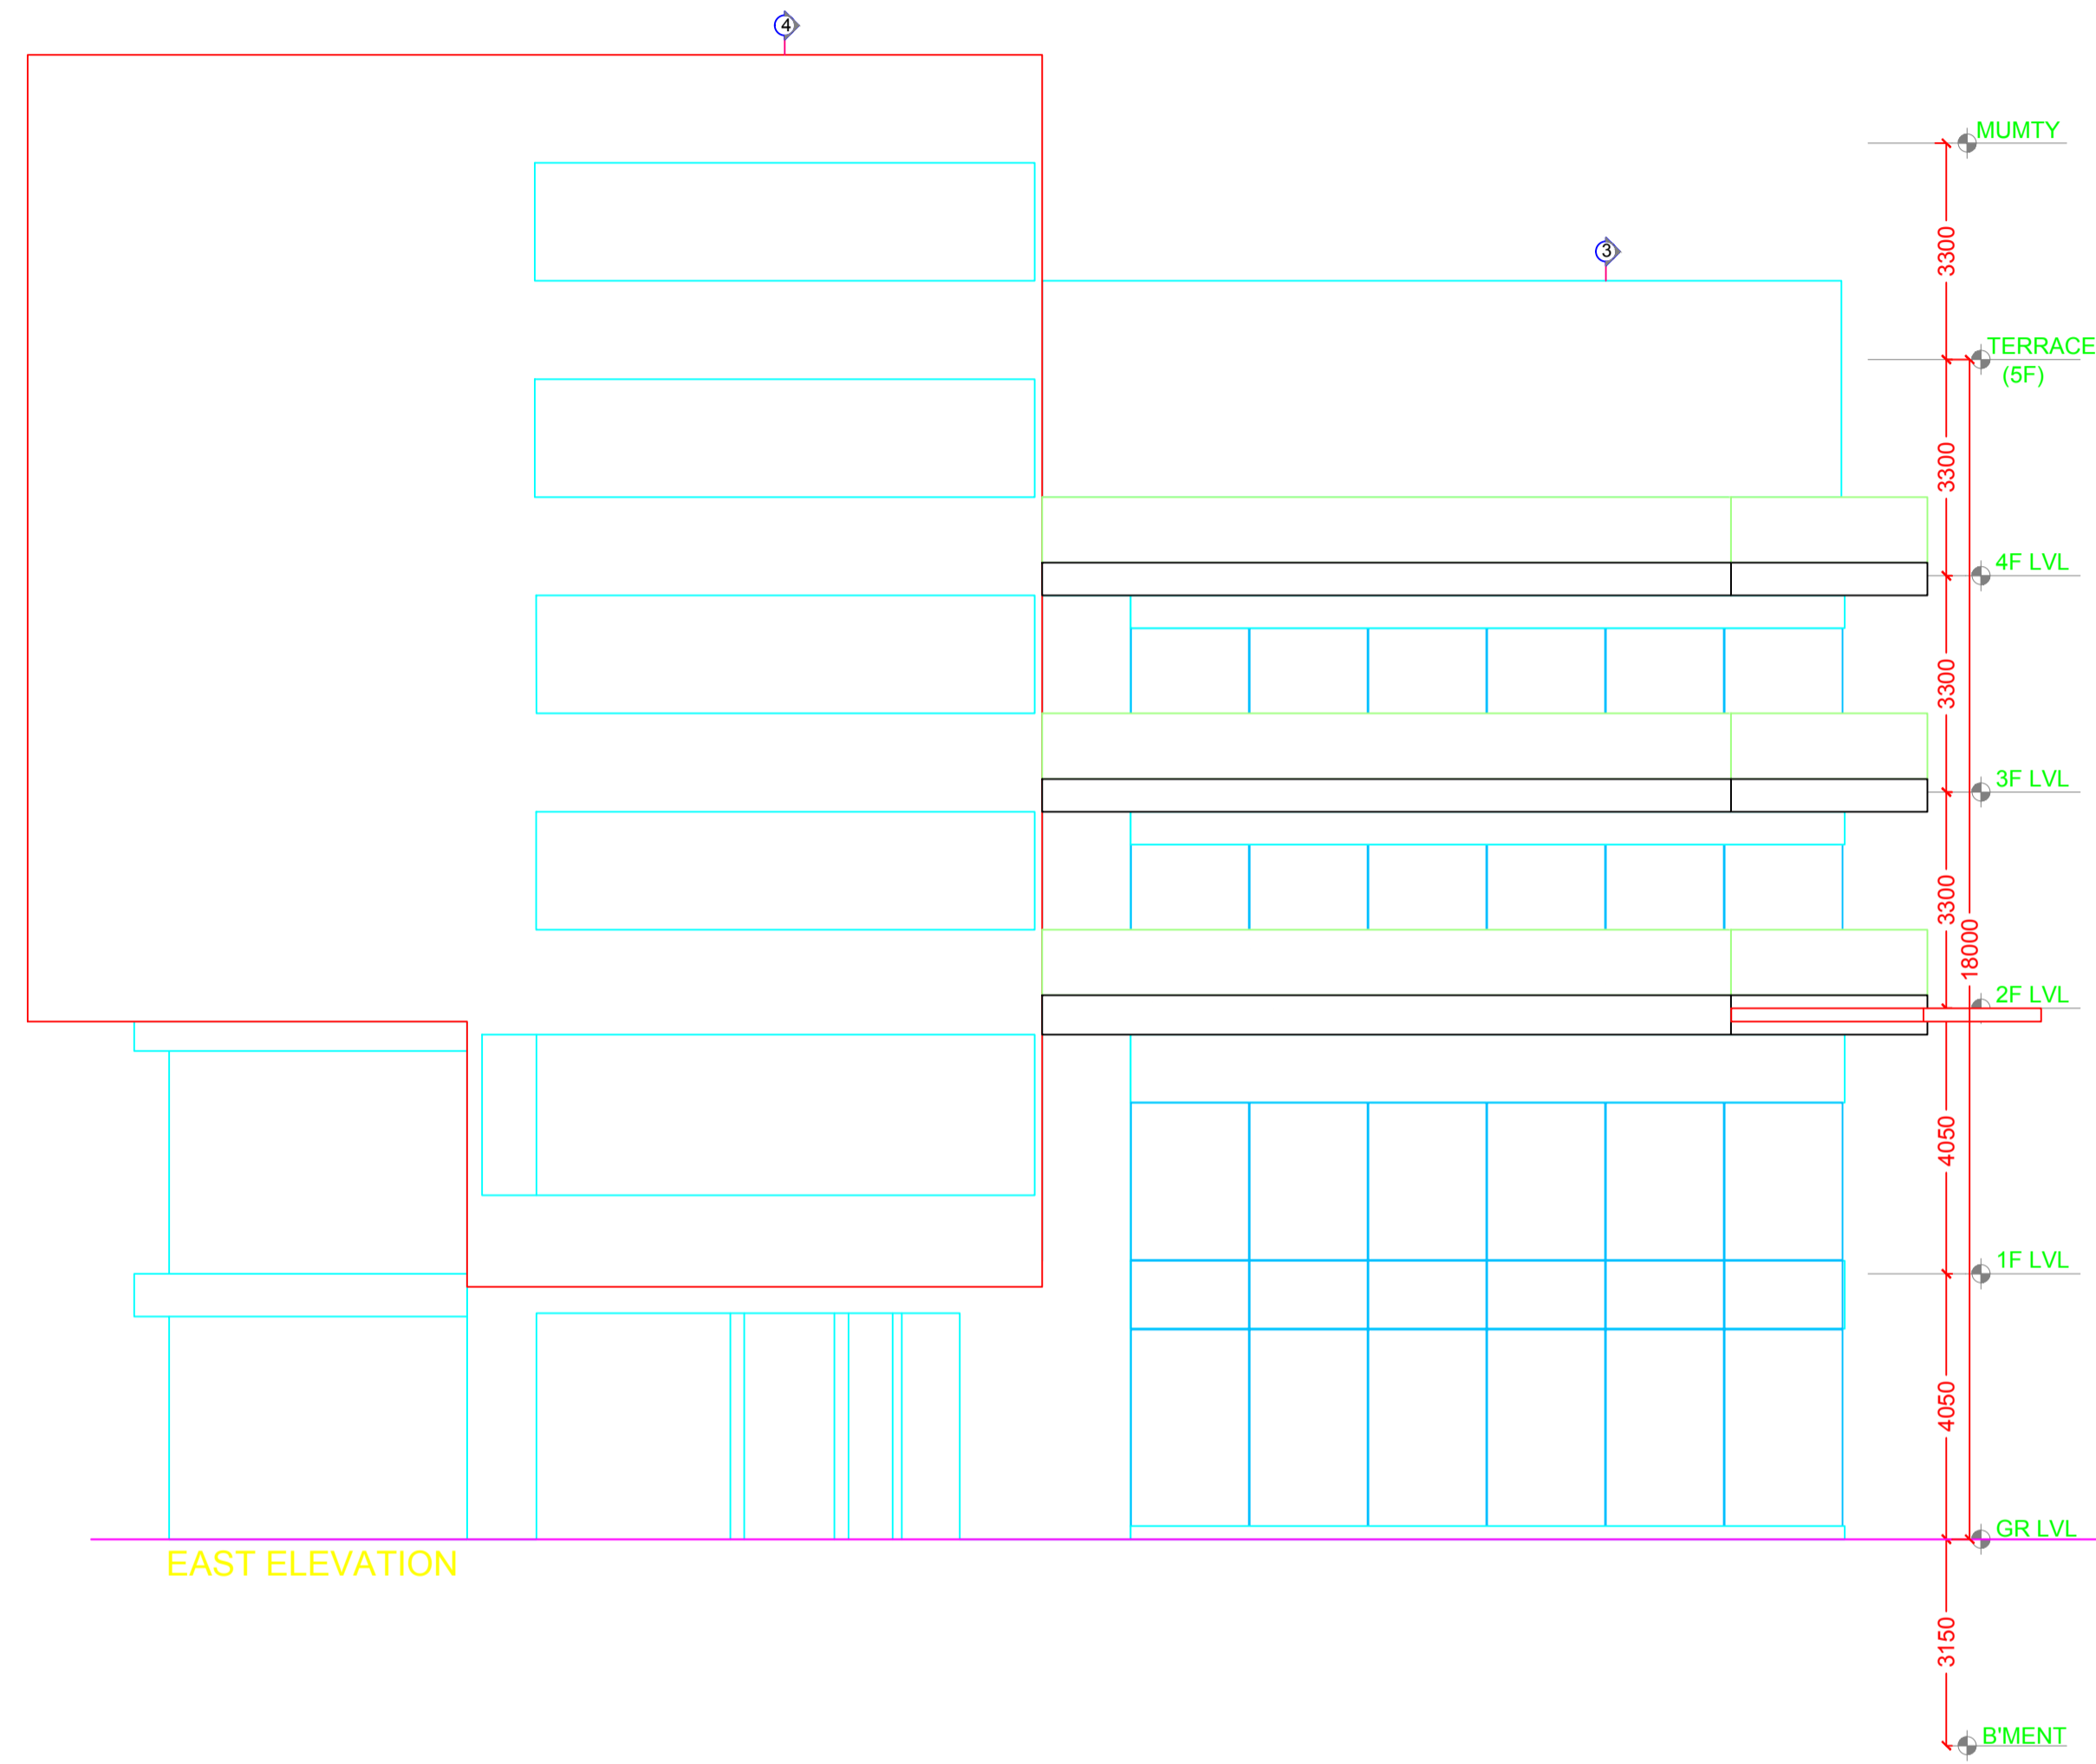 4
MUMTY
3300
3
TERRACE
(5F)
3300
4F LVL
3300
3F LVL
3300
18000
2F LVL
4050
1F LVL
4050
GR LVL
EAST ELEVATION
3150
B'MENT